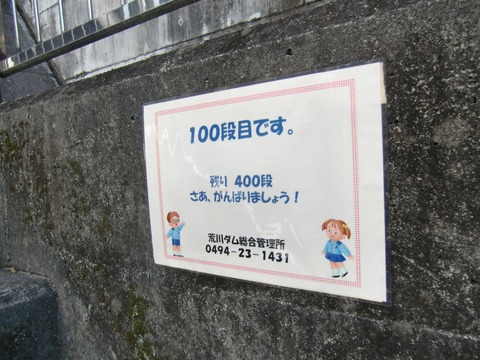 100段目です。
残り 400段
さあ、がんばりましょう！
荒川ダム総合管理所
0494-23-1431